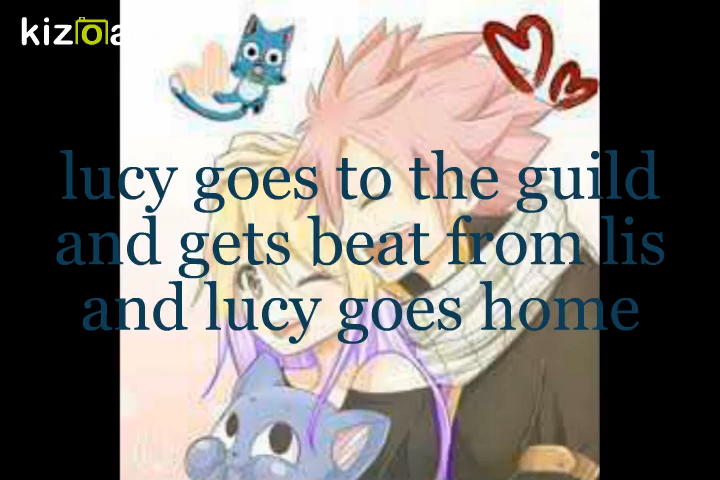 kizoa
lucy goes to the guild
and gets beat from lis
and lucy goes home